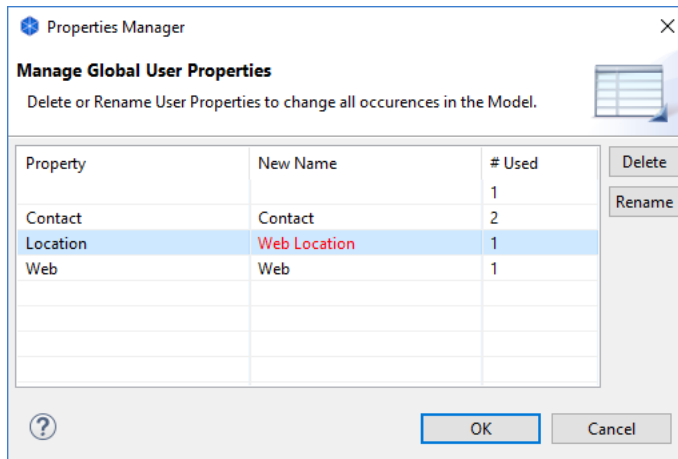 Properties Manager
Manage Global User Properties
Delete or Rename User Properties to change all occurences in the Model.
Property New Name # Used
1
Contact Contact 2
Location Web Location 1
Web Web 1
Delete
Rename
?
OK Cancel